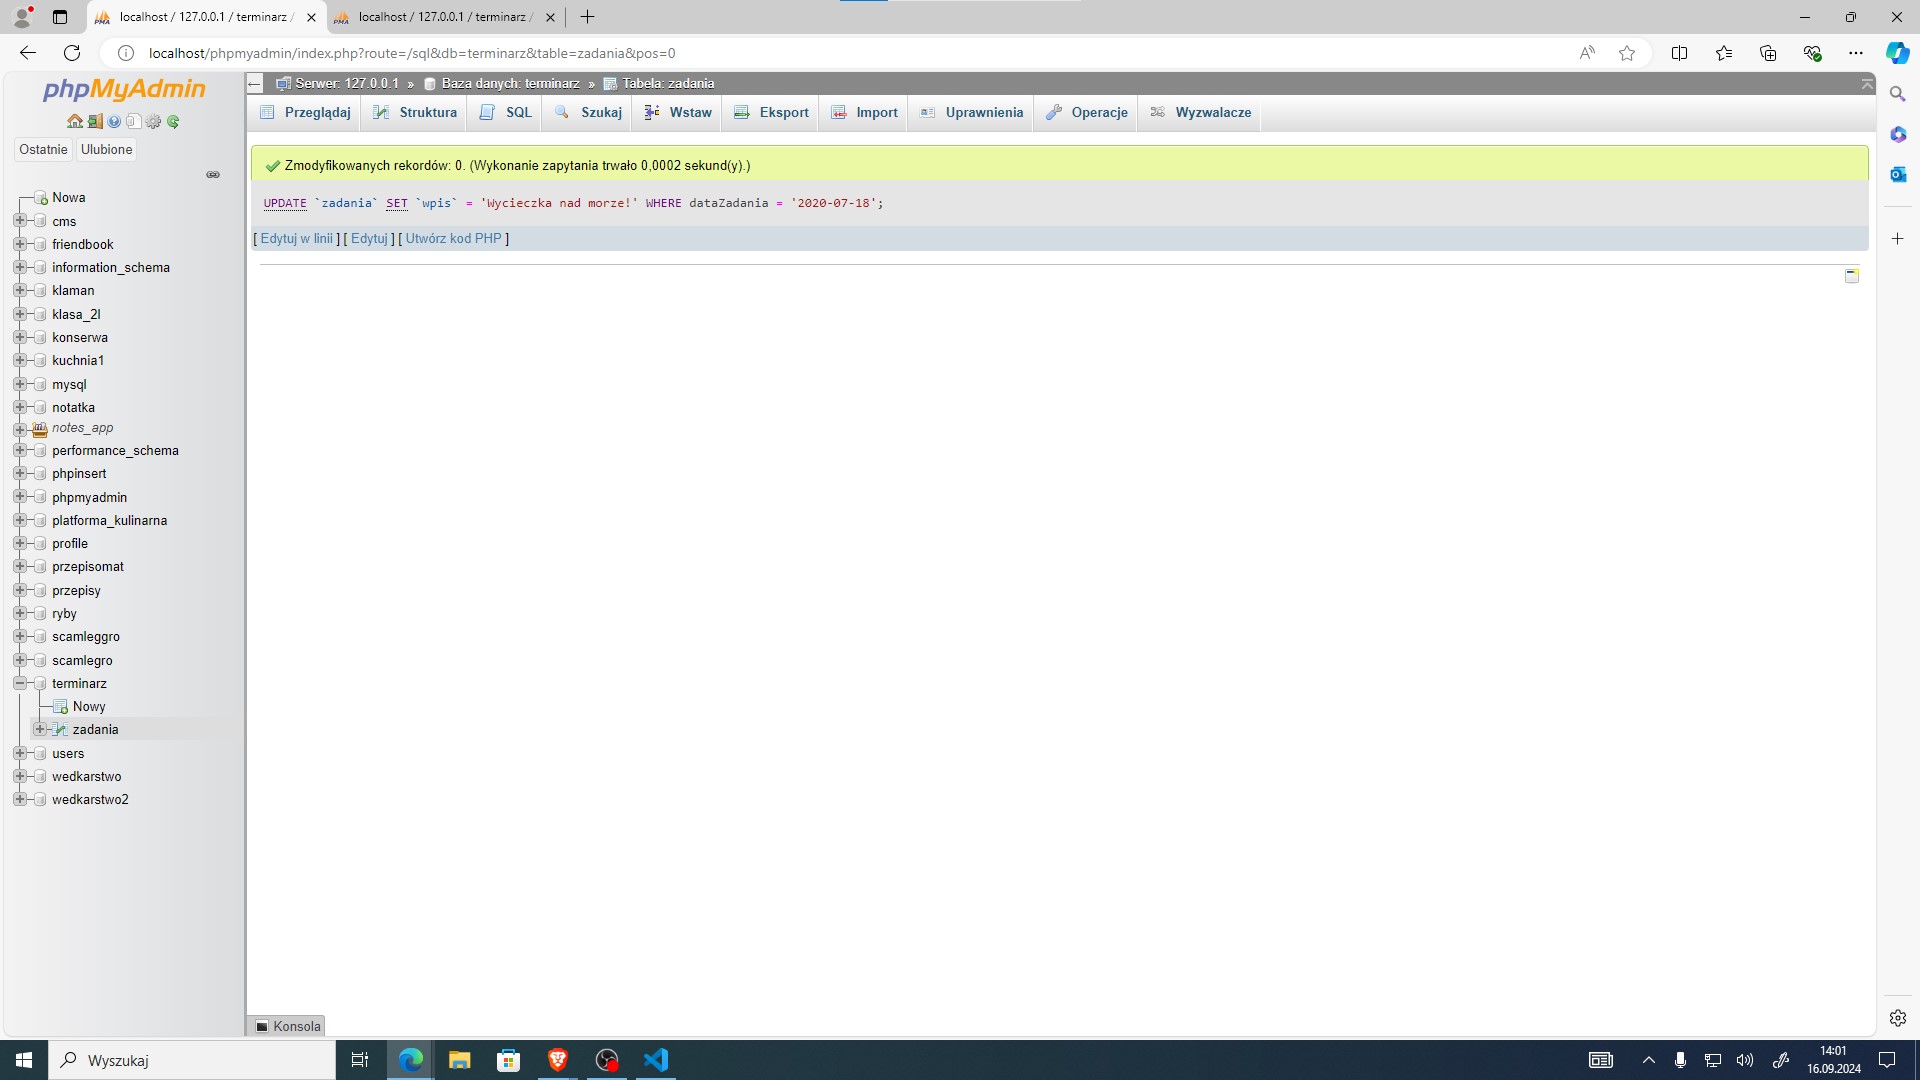 localhost / 127.0.0.1 / terminarz /
localhost / 127.0.0.1 / terminarz /
localhost/phpmyadmin/index.php?route=/sql&db=terminarz&table=zadania&pos=0
phpMyAdmin
Ostatnie
Ulubione
Nowa
cms
friendbook
information_schema
klaman
klasa_2l
konserwa
kuchnia1
mysql
notatka
notes_app
performance_schema
phpinsert
phpmyadmin
platforma_kulinarna
profile
przepisomat
przepisy
ryby
scamleggro
scamlegro
terminarz
Nowy
zadania
users
wedkarstwo
wedkarstwo2
Serwer: 127.0.0.1 » Baza danych: terminarz » Tabela: zadania
Przeglądaj Struktura SQL Szukaj Wstaw Eksport Import Uprawnienia Operacje Wyzwalacze
Zmodyfikowanych rekordów: 0. (Wykonanie zapytania trwało 0,0002 sekund(y).)
UPDATE `zadania` SET `wpis` = 'Wycieczka nad morze!' WHERE dataZadania = '2020-07-18';
[ Edytuj w linii ] [ Edytuj ] [ Utwórz kod PHP ]
Konsola
Wyszukaj
14:01
16.09.2024